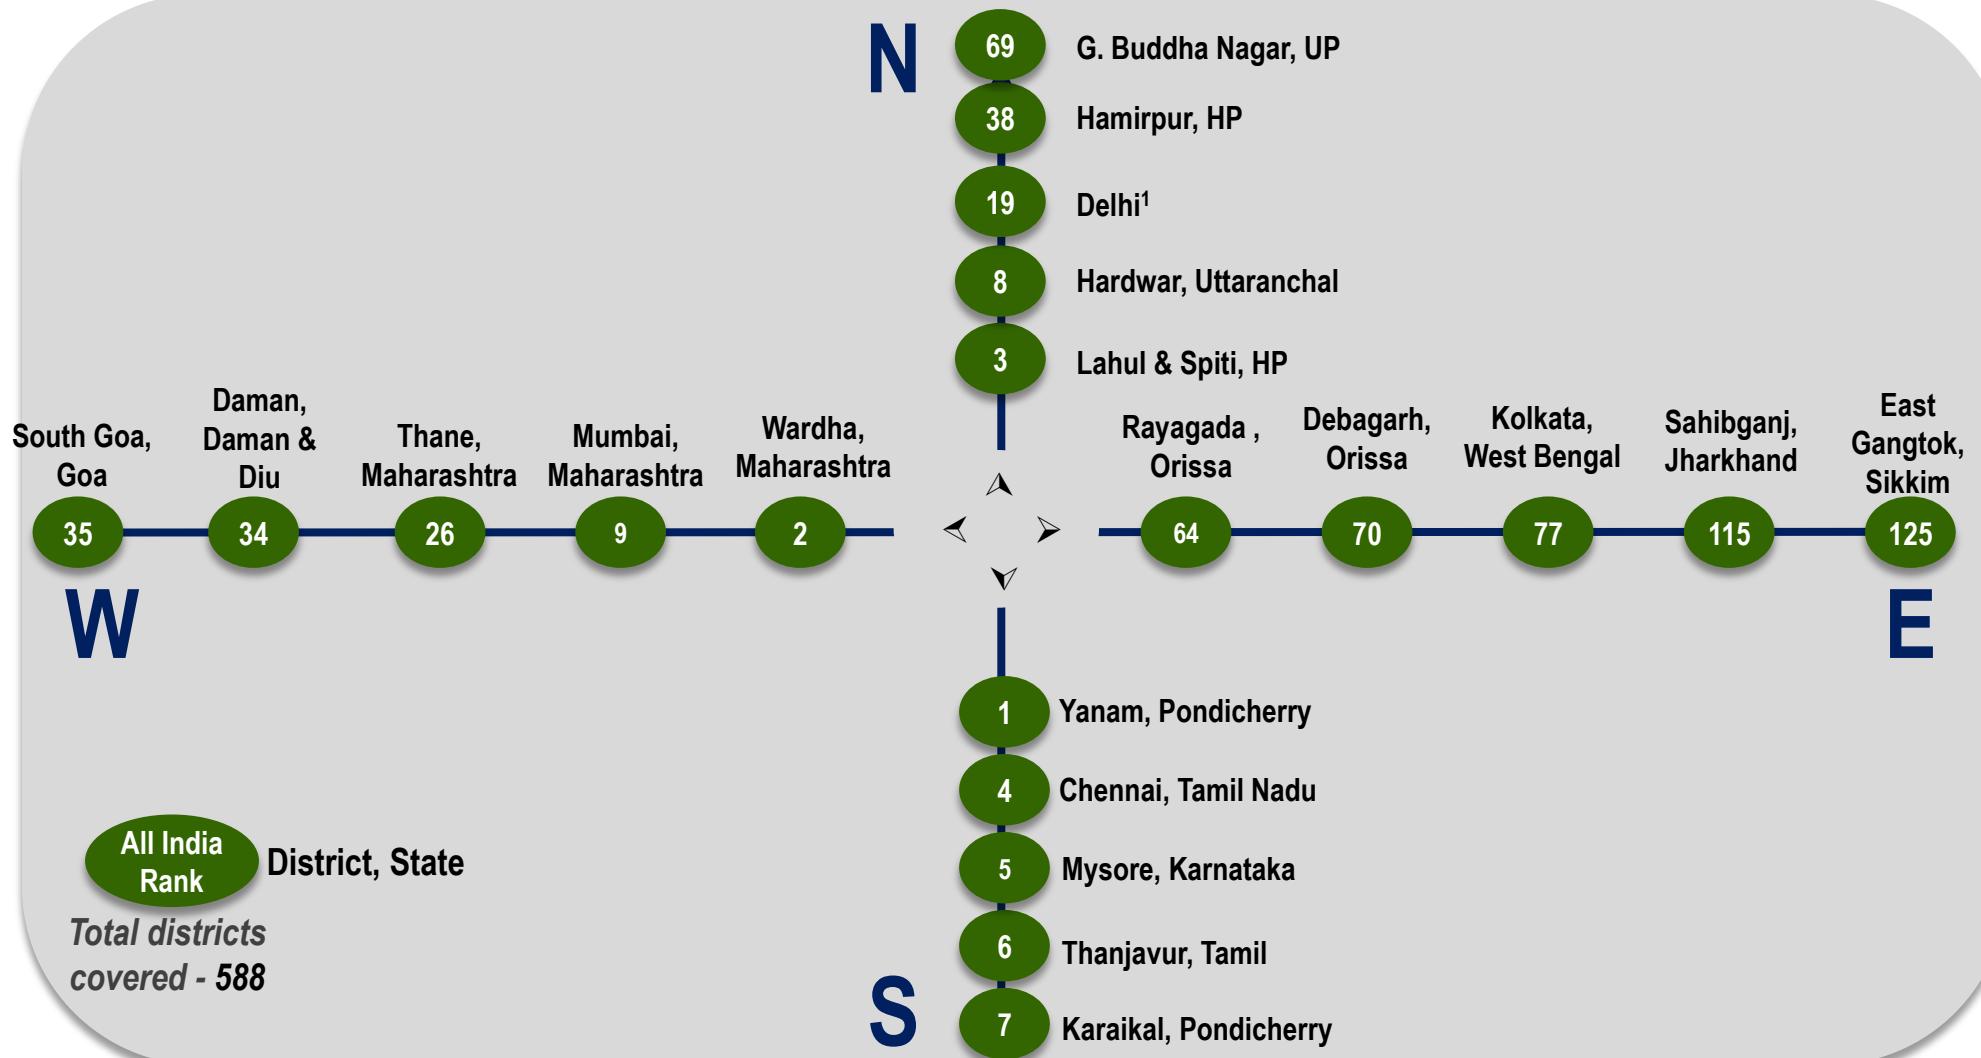 N
69 G. Buddha Nagar, UP
38 Hamirpur, HP
19 Delhi¹
8 Hardwar, Uttaranchal
3 Lahul & Spiti, HP
South Goa,
Goa
35
Daman,
Daman &
Diu
34
Thane,
Maharashtra
26
Mumbai,
Maharashtra
9
Wardha,
Maharashtra
2
Rayagada ,
Orissa
64
Debagarh,
Orissa
70
Kolkata,
West Bengal
77
Sahibganj,
Jharkhand
115
East
Gangtok,
Sikkim
125
W
E
1 Yanam, Pondicherry
4 Chennai, Tamil Nadu
5 Mysore, Karnataka
6 Thanjavur, Tamil
7 Karaikal, Pondicherry
S
All India
Rank
District, State
Total districts
covered - 588